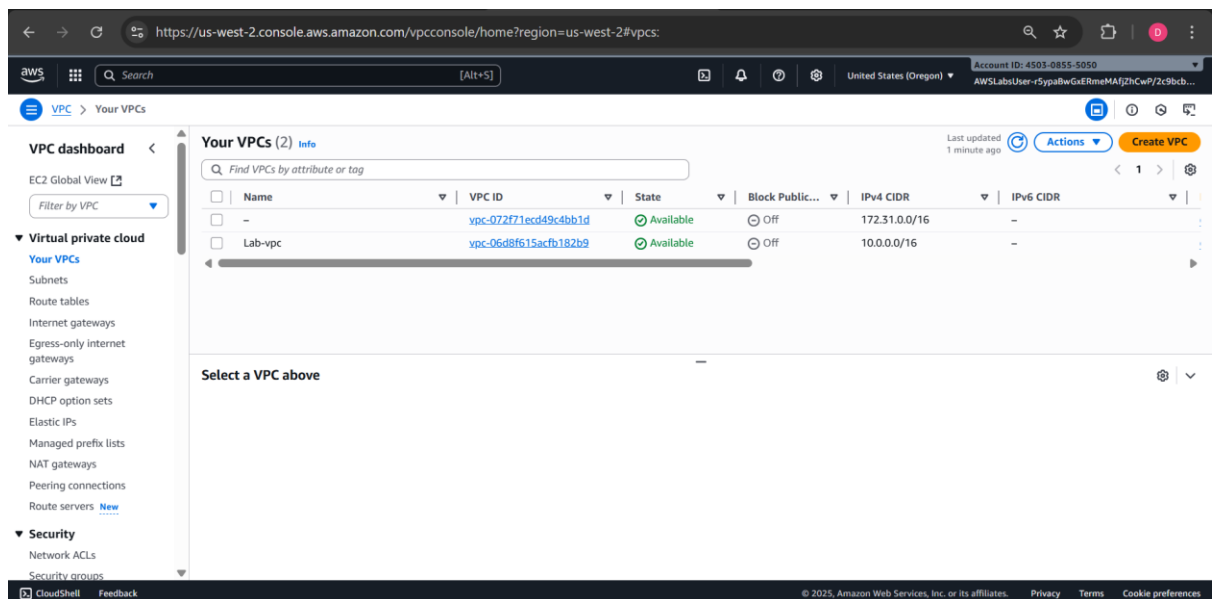 https://us-west-2.console.aws.amazon.com/vpcconsole/home?region=us-west-2#vpcs:
D
aws
Search
[Alt+S]
United States (Oregon)
Account ID: 4503-0855-5050
AWSLabsUser-r5ypaBwGxERmeMAfjZhCwP/2c9bcb...
VPC > Your VPCs
VPC dashboard
EC2 Global View
Filter by VPC
Virtual private cloud
Your VPCs
Subnets
Route tables
Internet gateways
Egress-only internet
gateways
Carrier gateways
DHCP option sets
Elastic IPs
Managed prefix lists
NAT gateways
Peering connections
Route servers New
Security
Network ACLs
Security groups
Your VPCs (2) Info
Last updated
1 minute ago
Actions
Create VPC
Find VPCs by attribute or tag
1
Name VPC ID State Block Public... IPv4 CIDR IPv6 CIDR
– vpc-072f71ecd49c4bb1d Available Off 172.31.0.0/16 –
Lab-vpc vpc-06d8f615acfb182b9 Available Off 10.0.0.0/16 –
Select a VPC above
CloudShell Feedback
© 2025, Amazon Web Services, Inc. or its affiliates. Privacy Terms Cookie preferences